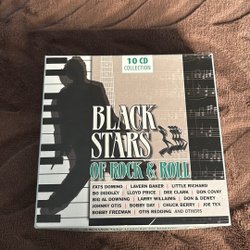 10 CD
COLLECTION
BLACK
STARS
OF ROCK & ROLL
FATS DOMINO | LAVERN BAKER | LITTLE RICHARD
BO DIDDLEY | LLOYD PRICE | DEE CLARK | DON COVAY
BIG AL DOWNING | LARRY WILLIAMS | DON & DEWEY
JOHNNY OTIS | BOBBY DAY | CHUCK BERRY | JOE TEX
BOBBY FREEMAN | OTIS REDDING AND OTHERS